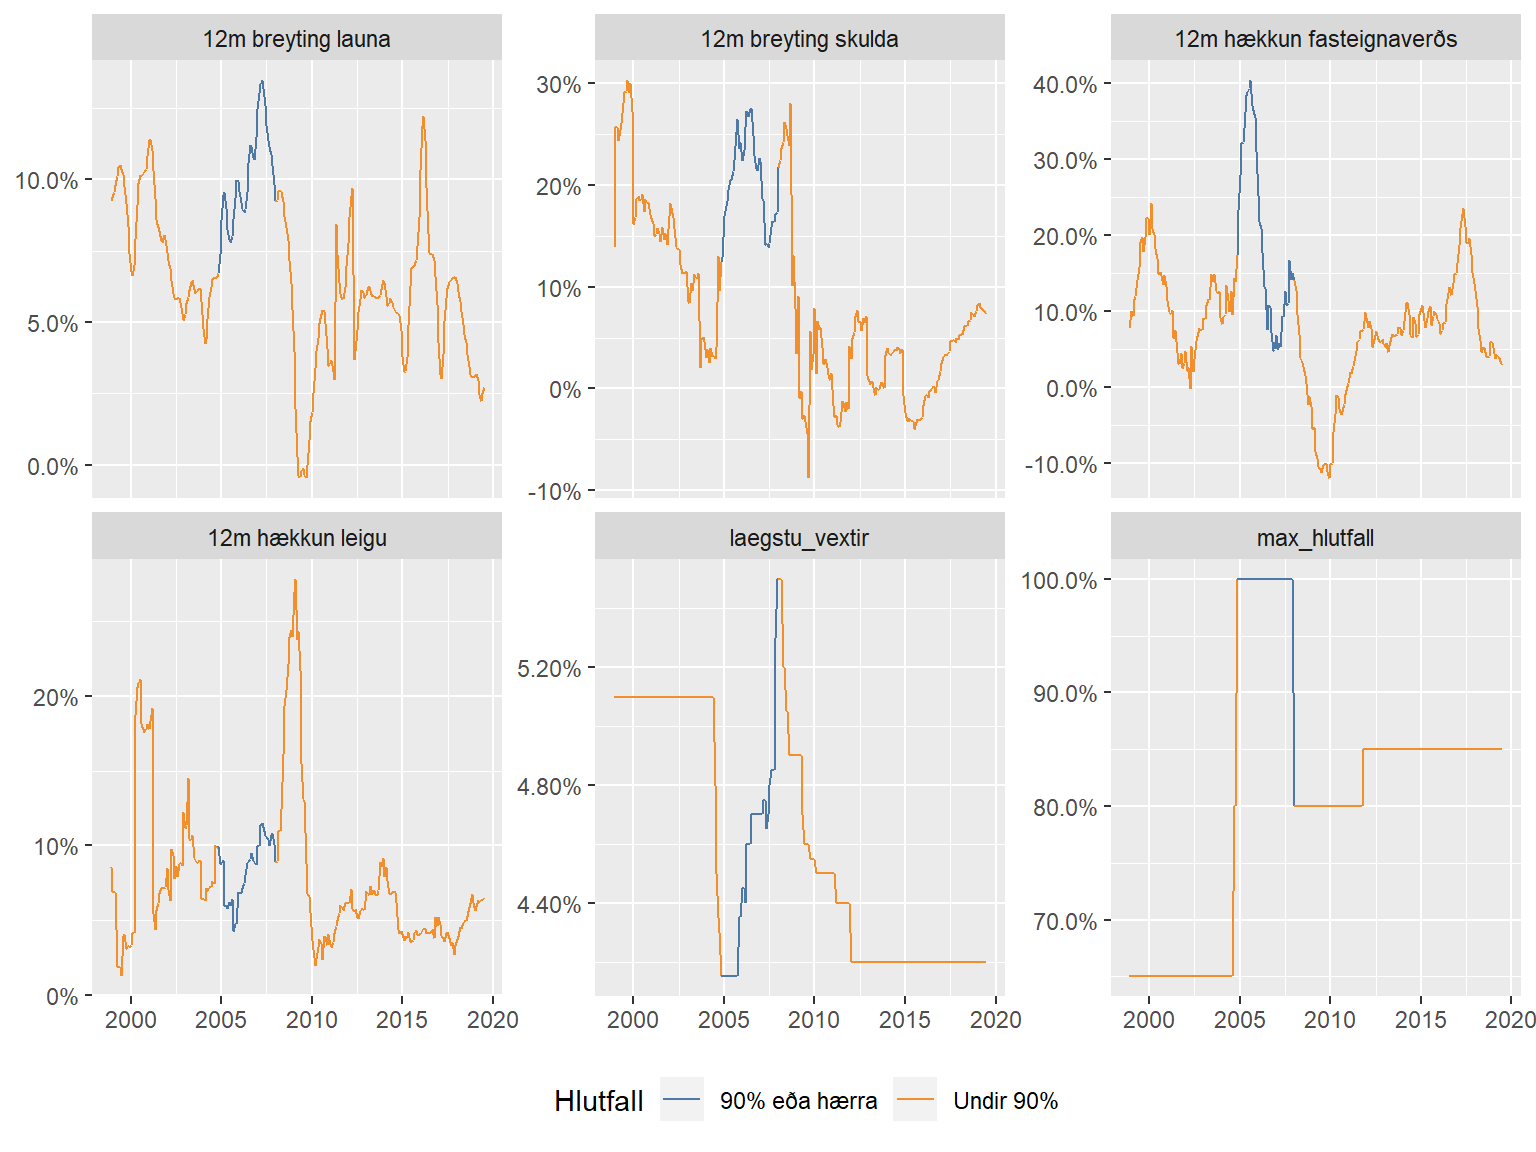 12m breyting launa
12m breyting skulda
12m hækkun fasteignaverðs
10.0%
5.0%
0.0%
30%
20%
10%
0%
-10%
40.0%
30.0%
20.0%
10.0%
0.0%
-10.0%
12m hækkun leigu
laegstu_vextir
max_hlutfall
20%
10%
0%
5.20%
4.80%
4.40%
100.0%
90.0%
80.0%
70.0%
2000 2005 2010 2015 2020
2000 2005 2010 2015 2020
2000 2005 2010 2015 2020
Hlutfall 90% eða hærra Undir 90%